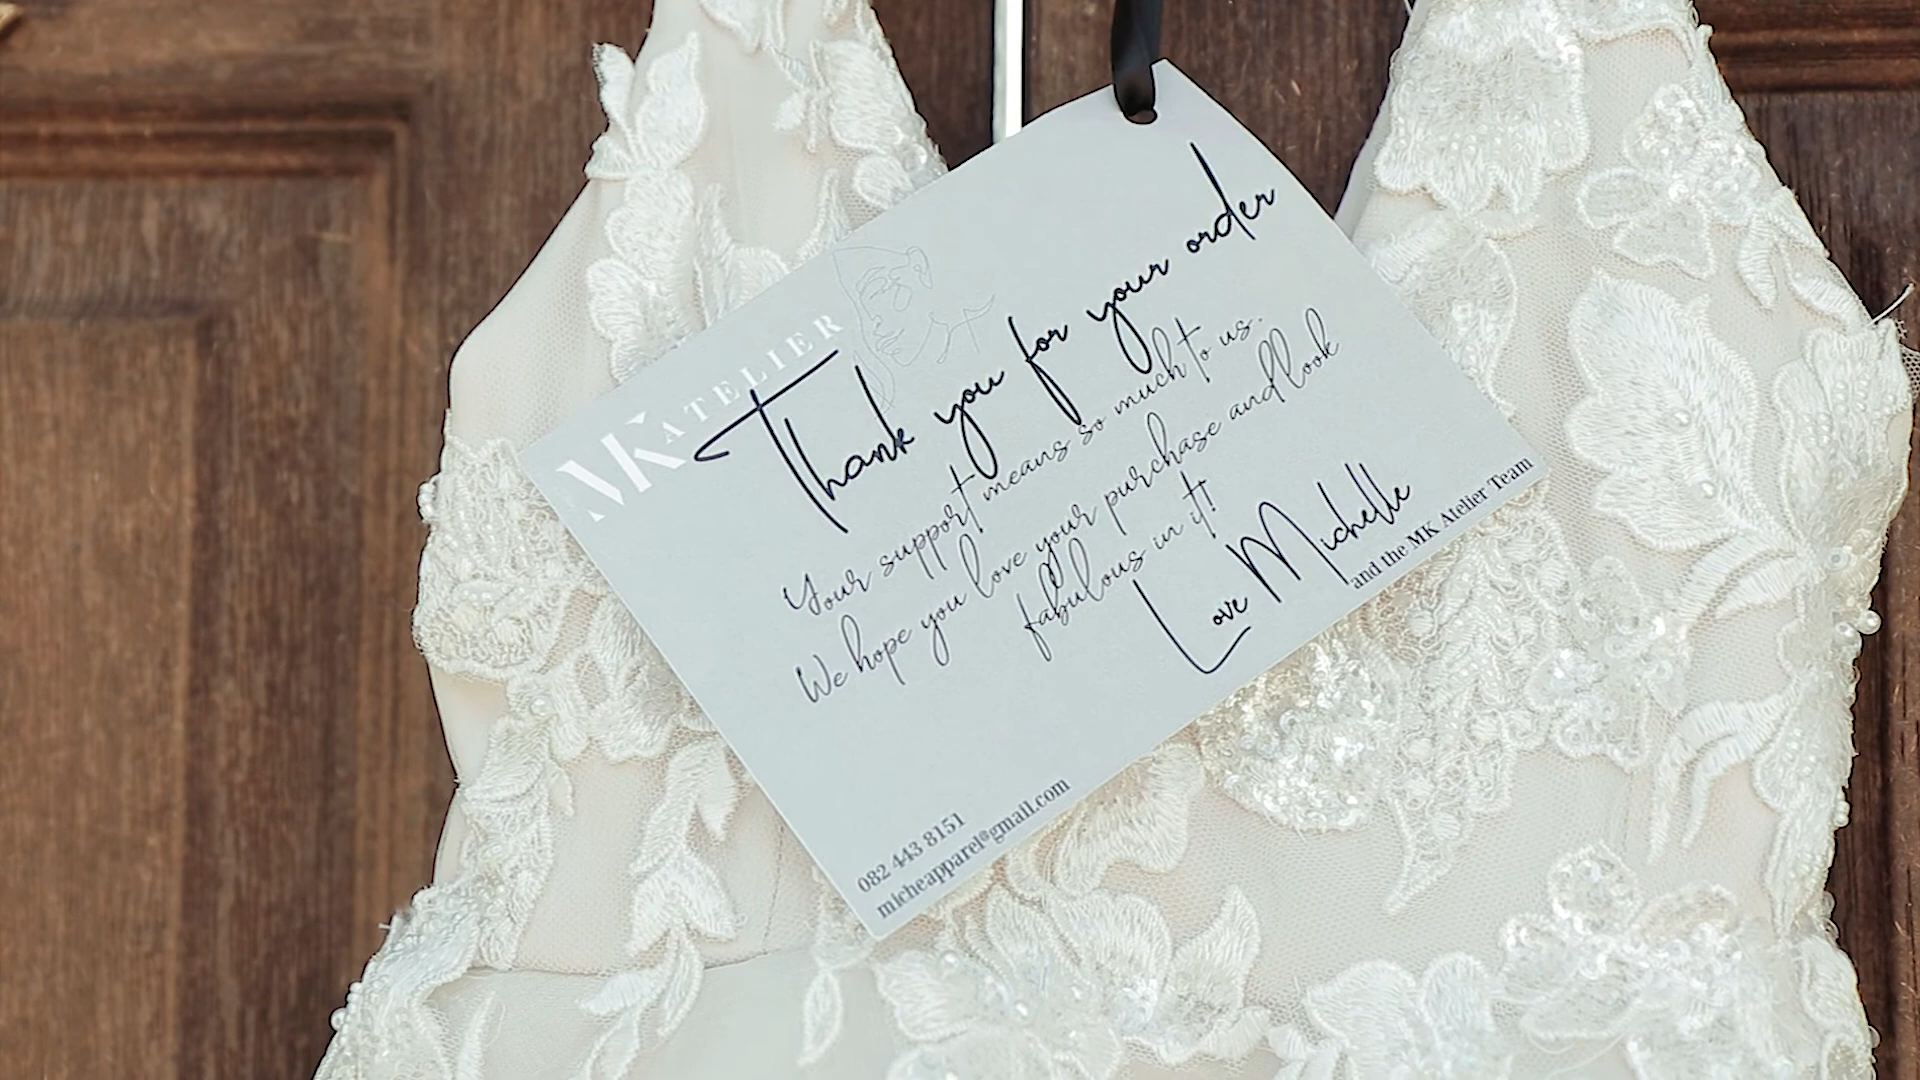 MK ATELIER
Thank you for your order
Your support means so much to us.
We hope you love your purchase and look
fabulous in it!
Love Michelle
and the MK Atelier Team
082 443 8151
micheapparel@gmail.com